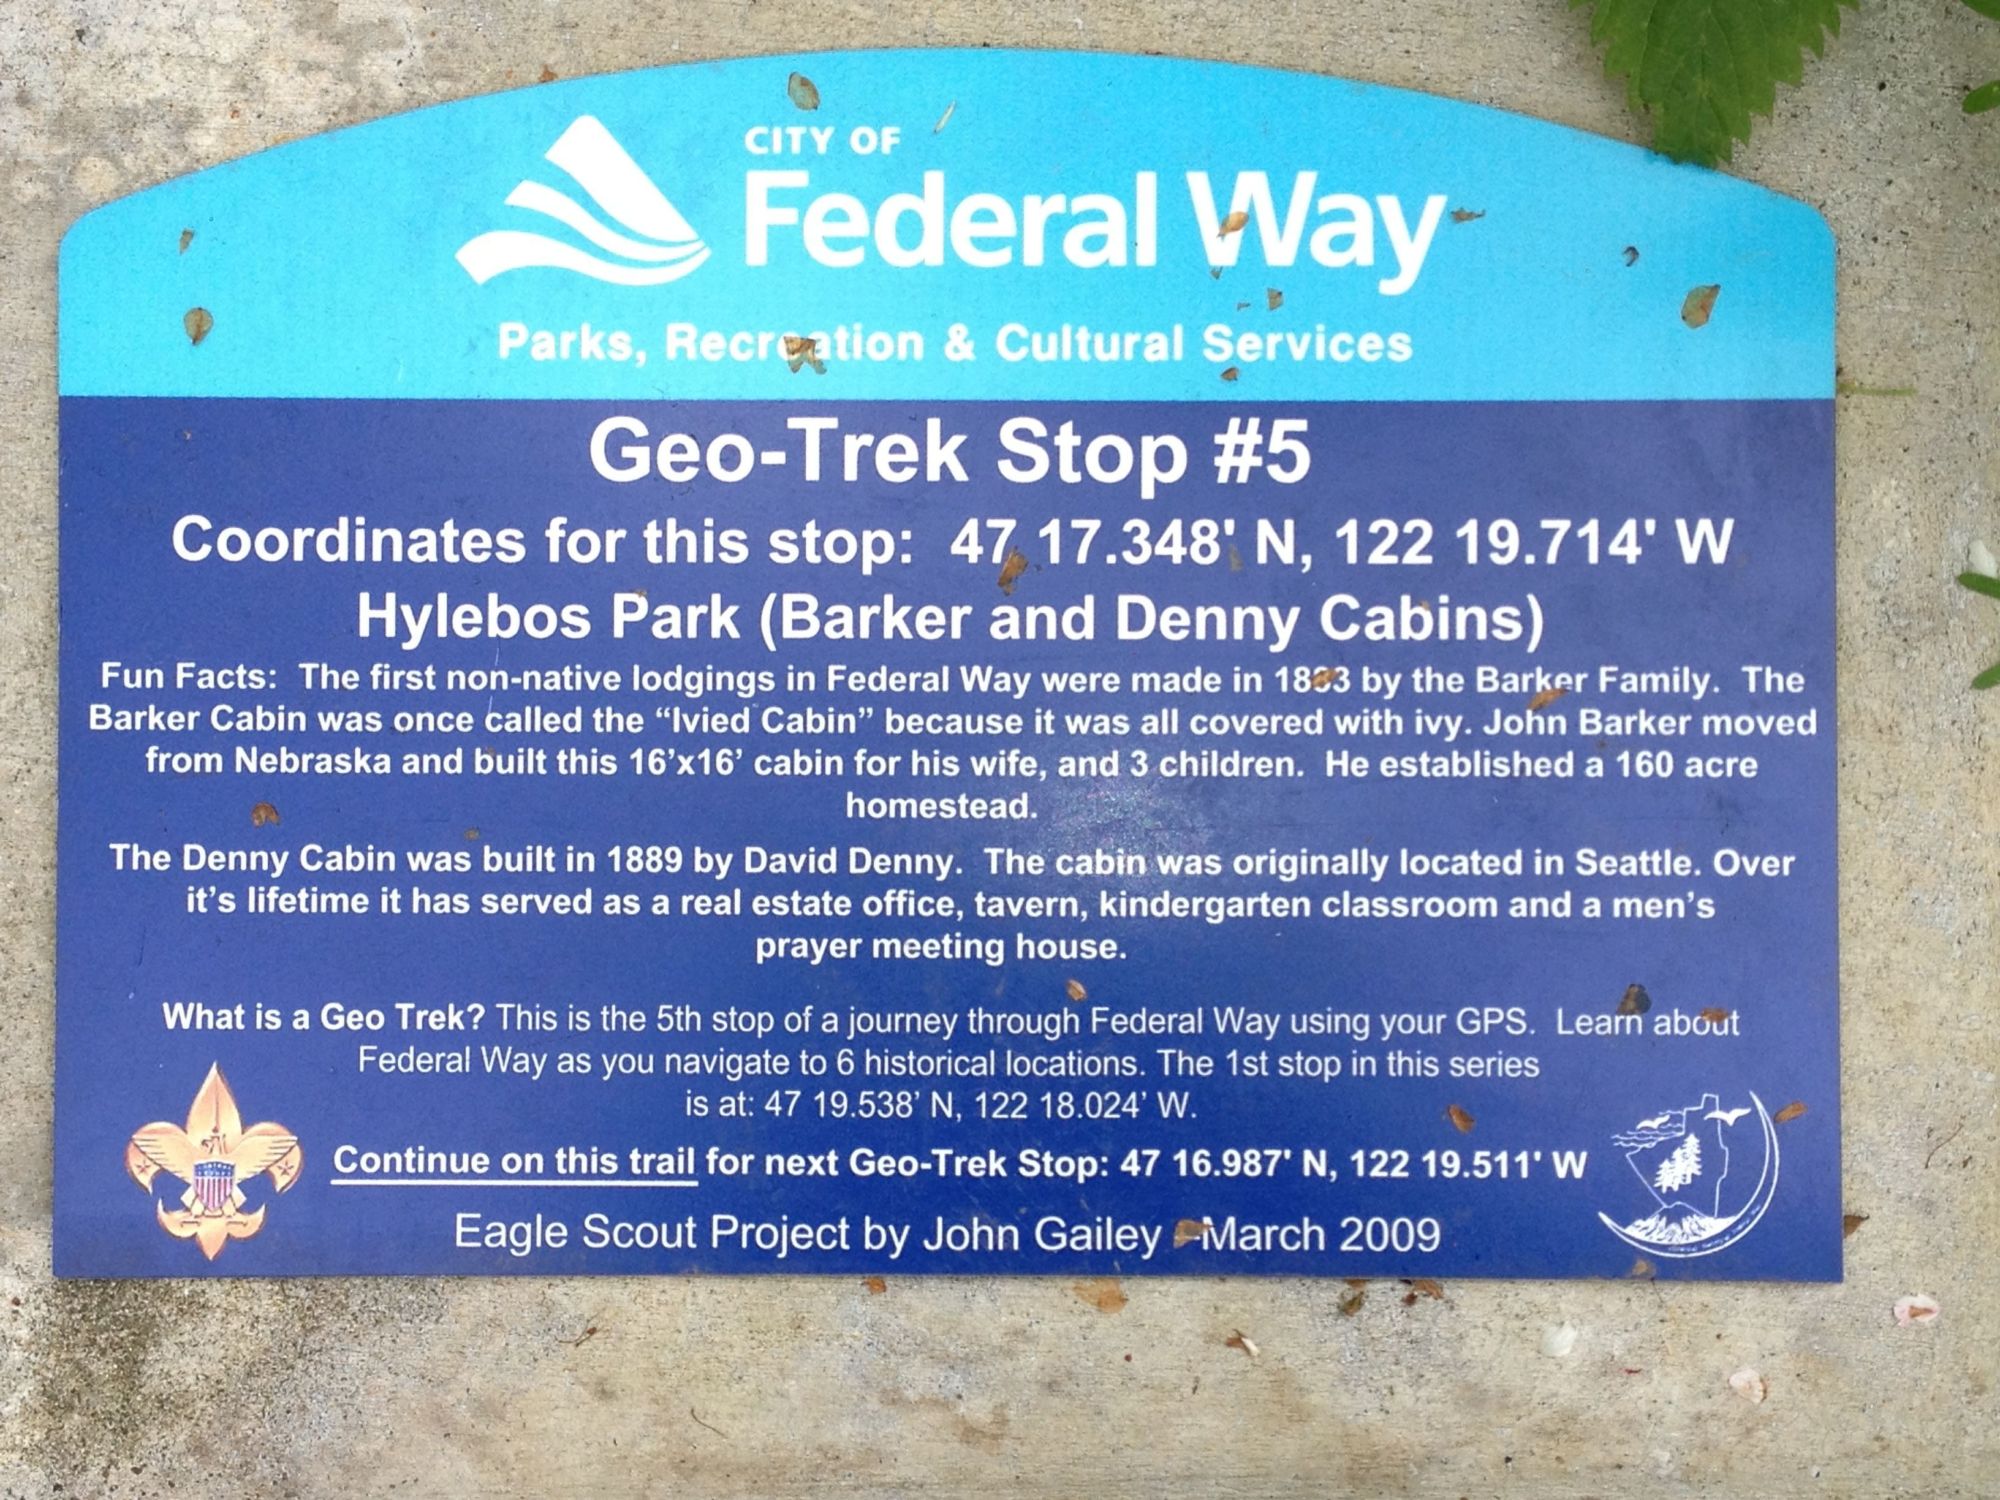 CITY OF
Federal Way
Parks, Recreation & Cultural Services
Geo-Trek Stop #5
Coordinates for this stop: 47 17.348' N, 122 19.714' W
Hylebos Park (Barker and Denny Cabins)
Fun Facts: The first non-native lodgings in Federal Way were made in 1883 by the Barker Family. The
Barker Cabin was once called the “Ivied Cabin” because it was all covered with ivy. John Barker moved
from Nebraska and built this 16’x16’ cabin for his wife, and 3 children. He established a 160 acre
homestead.
The Denny Cabin was built in 1889 by David Denny. The cabin was originally located in Seattle. Over
it’s lifetime it has served as a real estate office, tavern, kindergarten classroom and a men’s
prayer meeting house.
What is a Geo Trek? This is the 5th stop of a journey through Federal Way using your GPS. Learn about
Federal Way as you navigate to 6 historical locations. The 1st stop in this series
is at: 47 19.538’ N, 122 18.024’ W.
Continue on this trail for next Geo-Trek Stop: 47 16.987' N, 122 19.511' W
Eagle Scout Project by John Gailey -March 2009